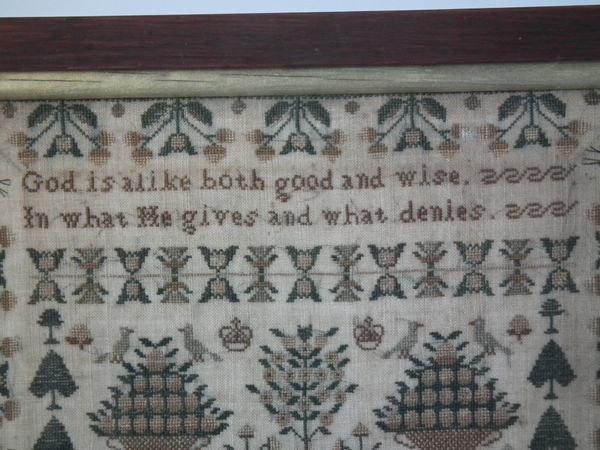 God is alike both good and wise.
In what He gives and what denies.